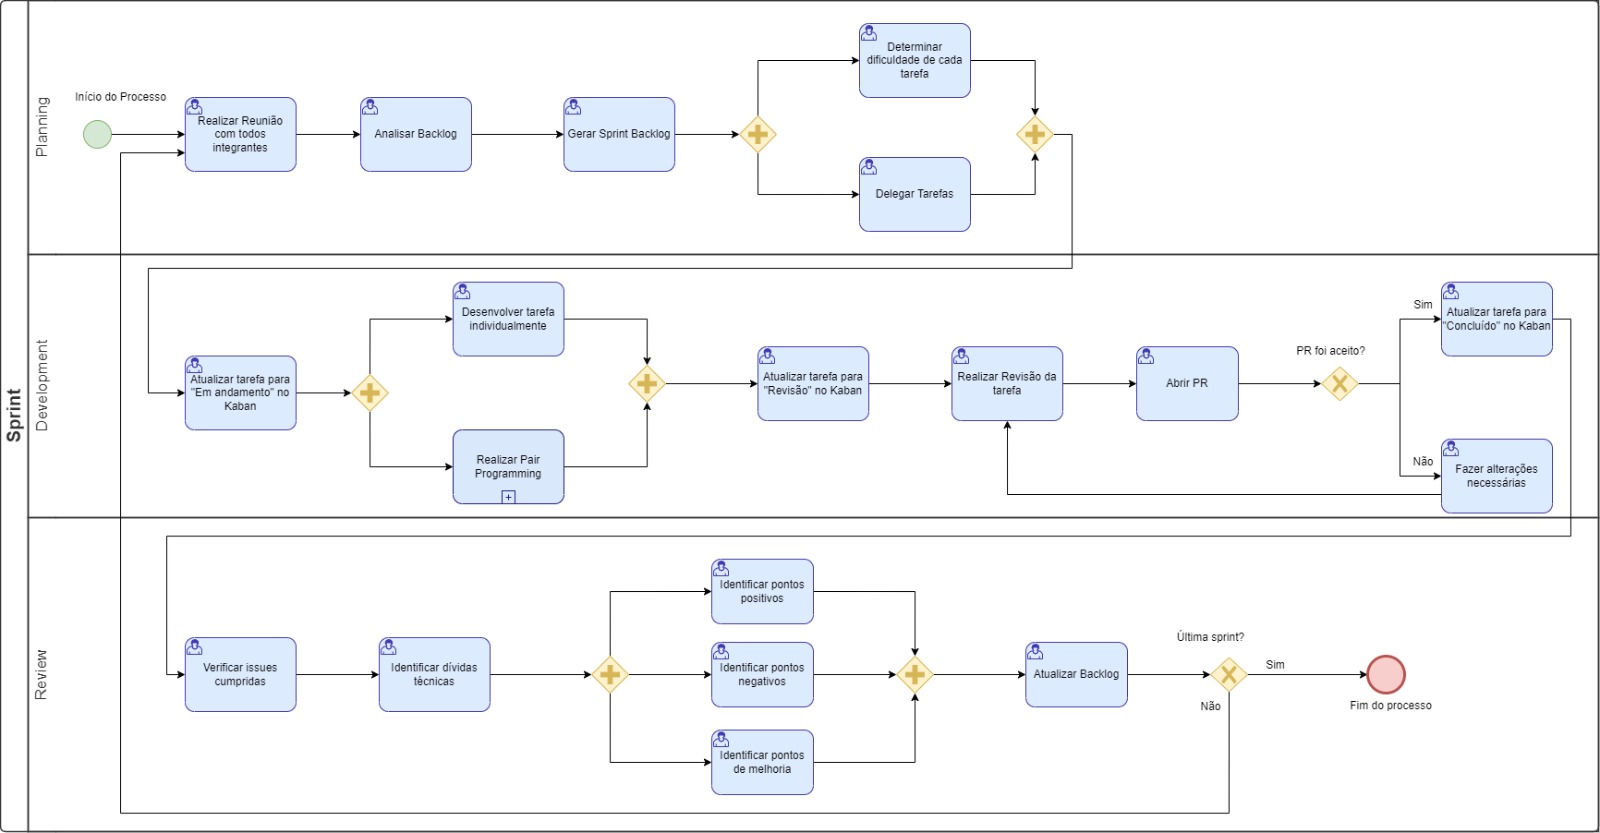 Sprint
Planning
Início do Processo
Realizar Reunião
com todos
integrantes
Analisar Backlog
Gerar Sprint Backlog
Determinar
dificuldade de cada
tarefa
Delegar Tarefas
Development
Atualizar tarefa para
"Em andamento" no
Kaban
Desenvolver tarefa
individualmente
Realizar Pair
Programming
Atualizar tarefa para
"Revisão" no Kaban
Realizar Revisão da
tarefa
Abrir PR
PR foi aceito?
Sim
Atualizar tarefa para
"Concluído" no Kaban
Não
Fazer alterações
necessárias
Review
Verificar issues
cumpridas
Identificar dívidas
técnicas
Identificar pontos
positivos
Identificar pontos
negativos
Identificar pontos
de melhoria
Atualizar Backlog
Última sprint?
Sim
Não
Fim do processo